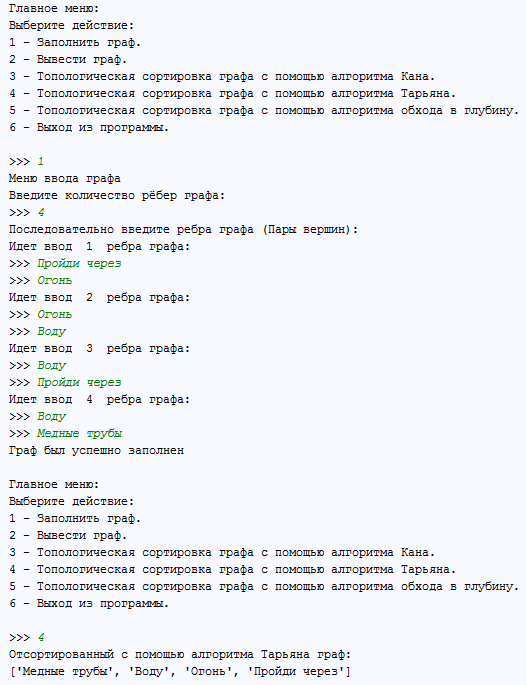 Главное меню:
Выберите действие:
1 - Заполнить граф.
2 - Вывести граф.
3 - Топологическая сортировка графа с помощью алгоритма Кана.
4 - Топологическая сортировка графа с помощью алгоритма Тарьяна.
5 - Топологическая сортировка графа с помощью алгоритма обхода в глубину.
6 - Выход из программы.
>>> 1
Меню ввода графа
Введите количество рёбер графа:
>>> 4
Последовательно введите ребра графа (Пары вершин):
Идет ввод  1  ребра графа:
>>> Пройди через
>>> Огонь
Идет ввод  2  ребра графа:
>>> Огонь
>>> Воду
Идет ввод  3  ребра графа:
>>> Воду
>>> Пройди через
Идет ввод  4  ребра графа:
>>> Воду
>>> Медные трубы
Граф был успешно заполнен
Главное меню:
Выберите действие:
1 - Заполнить граф.
2 - Вывести граф.
3 - Топологическая сортировка графа с помощью алгоритма Кана.
4 - Топологическая сортировка графа с помощью алгоритма Тарьяна.
5 - Топологическая сортировка графа с помощью алгоритма обхода в глубину.
6 - Выход из программы.
>>> 4
Отсортированный с помощью алгоритма Тарьяна граф:
['Медные трубы', 'Воду', 'Огонь', 'Пройди через']